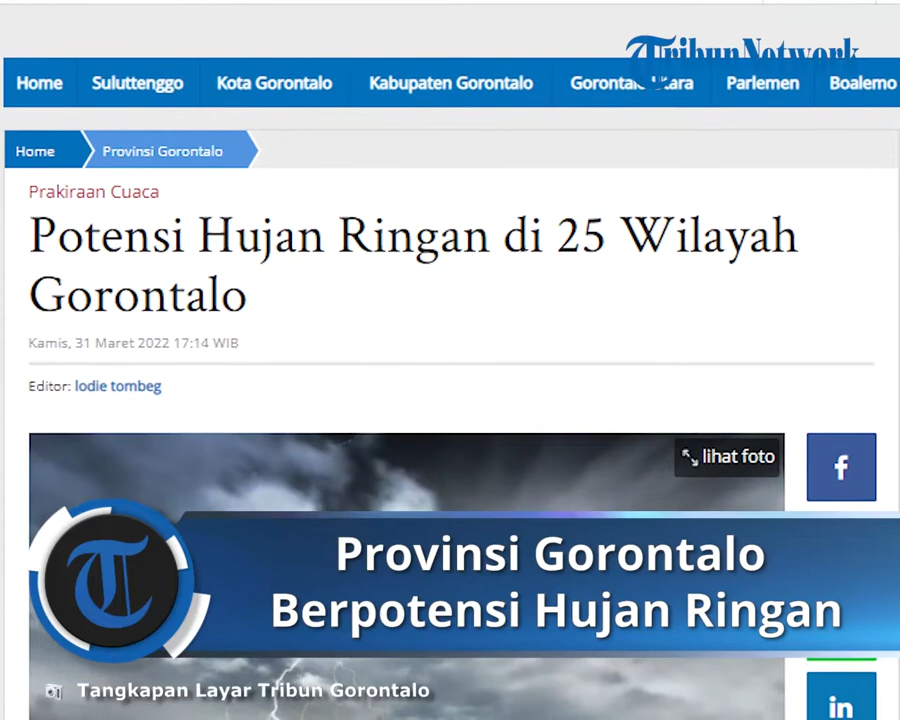 TribunNetwork
Home Suluttenggo Kota Gorontalo Kabupaten Gorontalo Gorontalo Utara Parlemen Boalemo
Home Provinsi Gorontalo
Prakiraan Cuaca
Potensi Hujan Ringan di 25 Wilayah
Gorontalo
Kamis, 31 Maret 2022 17:14 WIB
Editor: lodie tombeg
lihat foto
f
T
Provinsi Gorontalo
Berpotensi Hujan Ringan
Tangkapan Layar Tribun Gorontalo
in